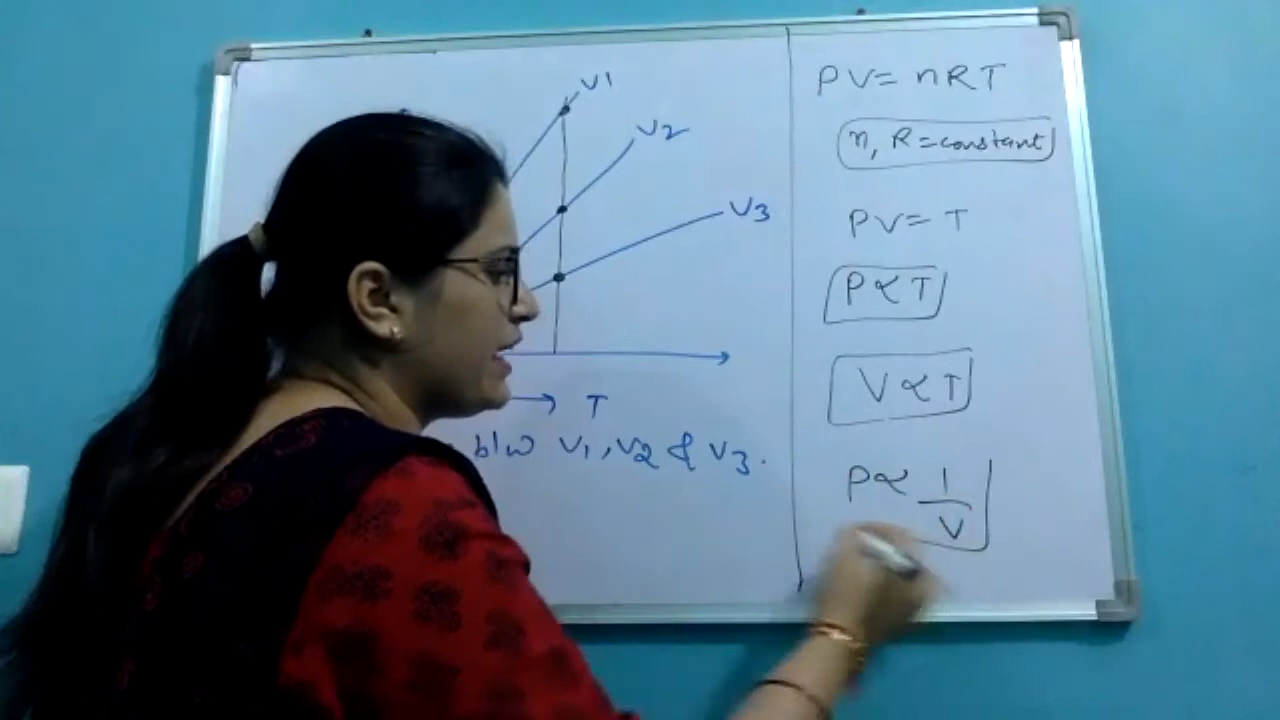 V1
V2
V3
T
b/w V1, V2 & V3.
PV = nRT
n, R = constant
PV = T
P ∝ T
V ∝ T
P ∝ 1/V